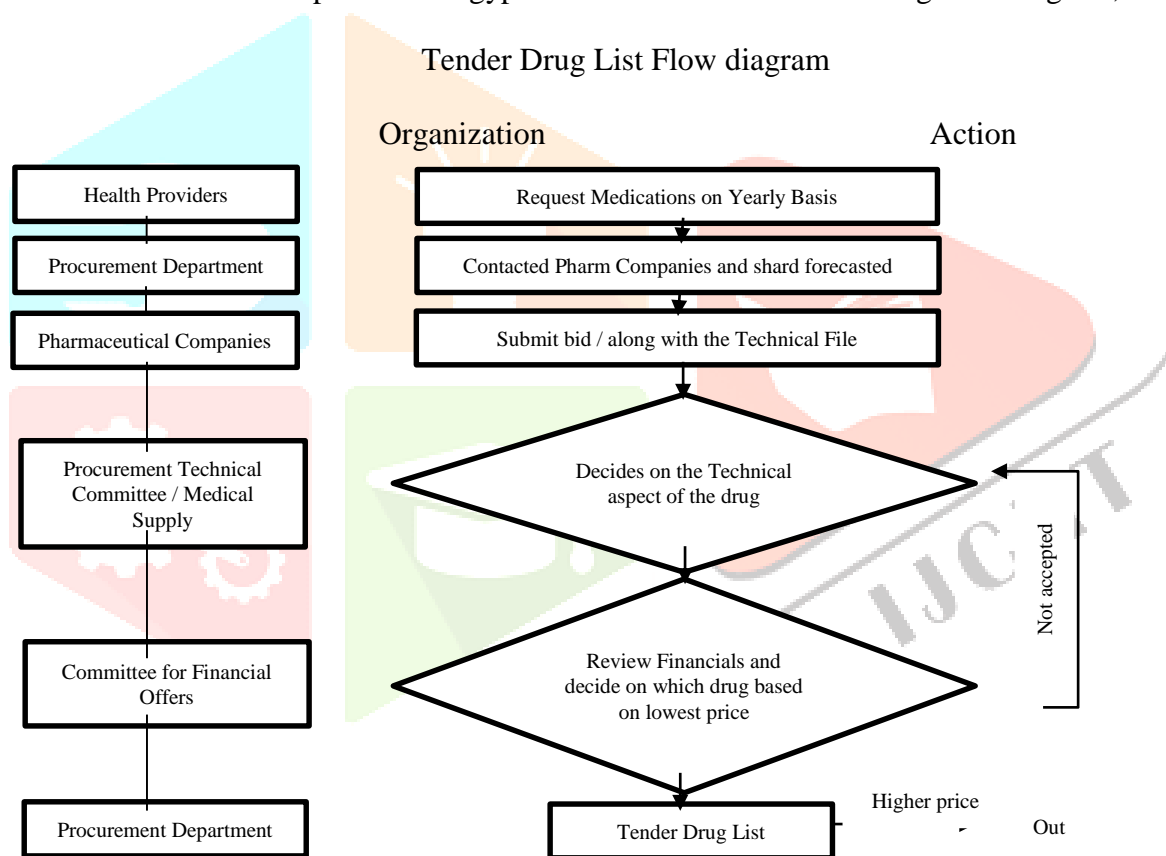 Tender Drug List Flow diagram
Organization
Action
Health Providers
Request Medications on Yearly Basis
Procurement Department
Contacted Pharm Companies and shard forecasted
Pharmaceutical Companies
Submit bid / along with the Technical File
Procurement Technical
Committee / Medical
Supply
Decides on the Technical
aspect of the drug
Not accepted
Committee for Financial
Offers
Review Financials and
decide on which drug based
on lowest price
Higher price
Procurement Department
Tender Drug List
Out